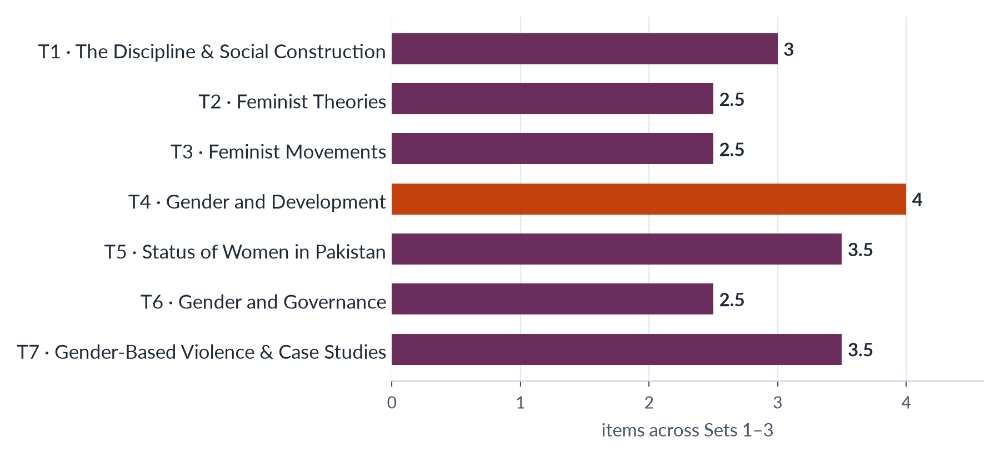 T1 · The Discipline & Social Construction 3
T2 · Feminist Theories 2.5
T3 · Feminist Movements 2.5
T4 · Gender and Development 4
T5 · Status of Women in Pakistan 3.5
T6 · Gender and Governance 2.5
T7 · Gender-Based Violence & Case Studies 3.5
0 1 2 3 4
items across Sets 1–3